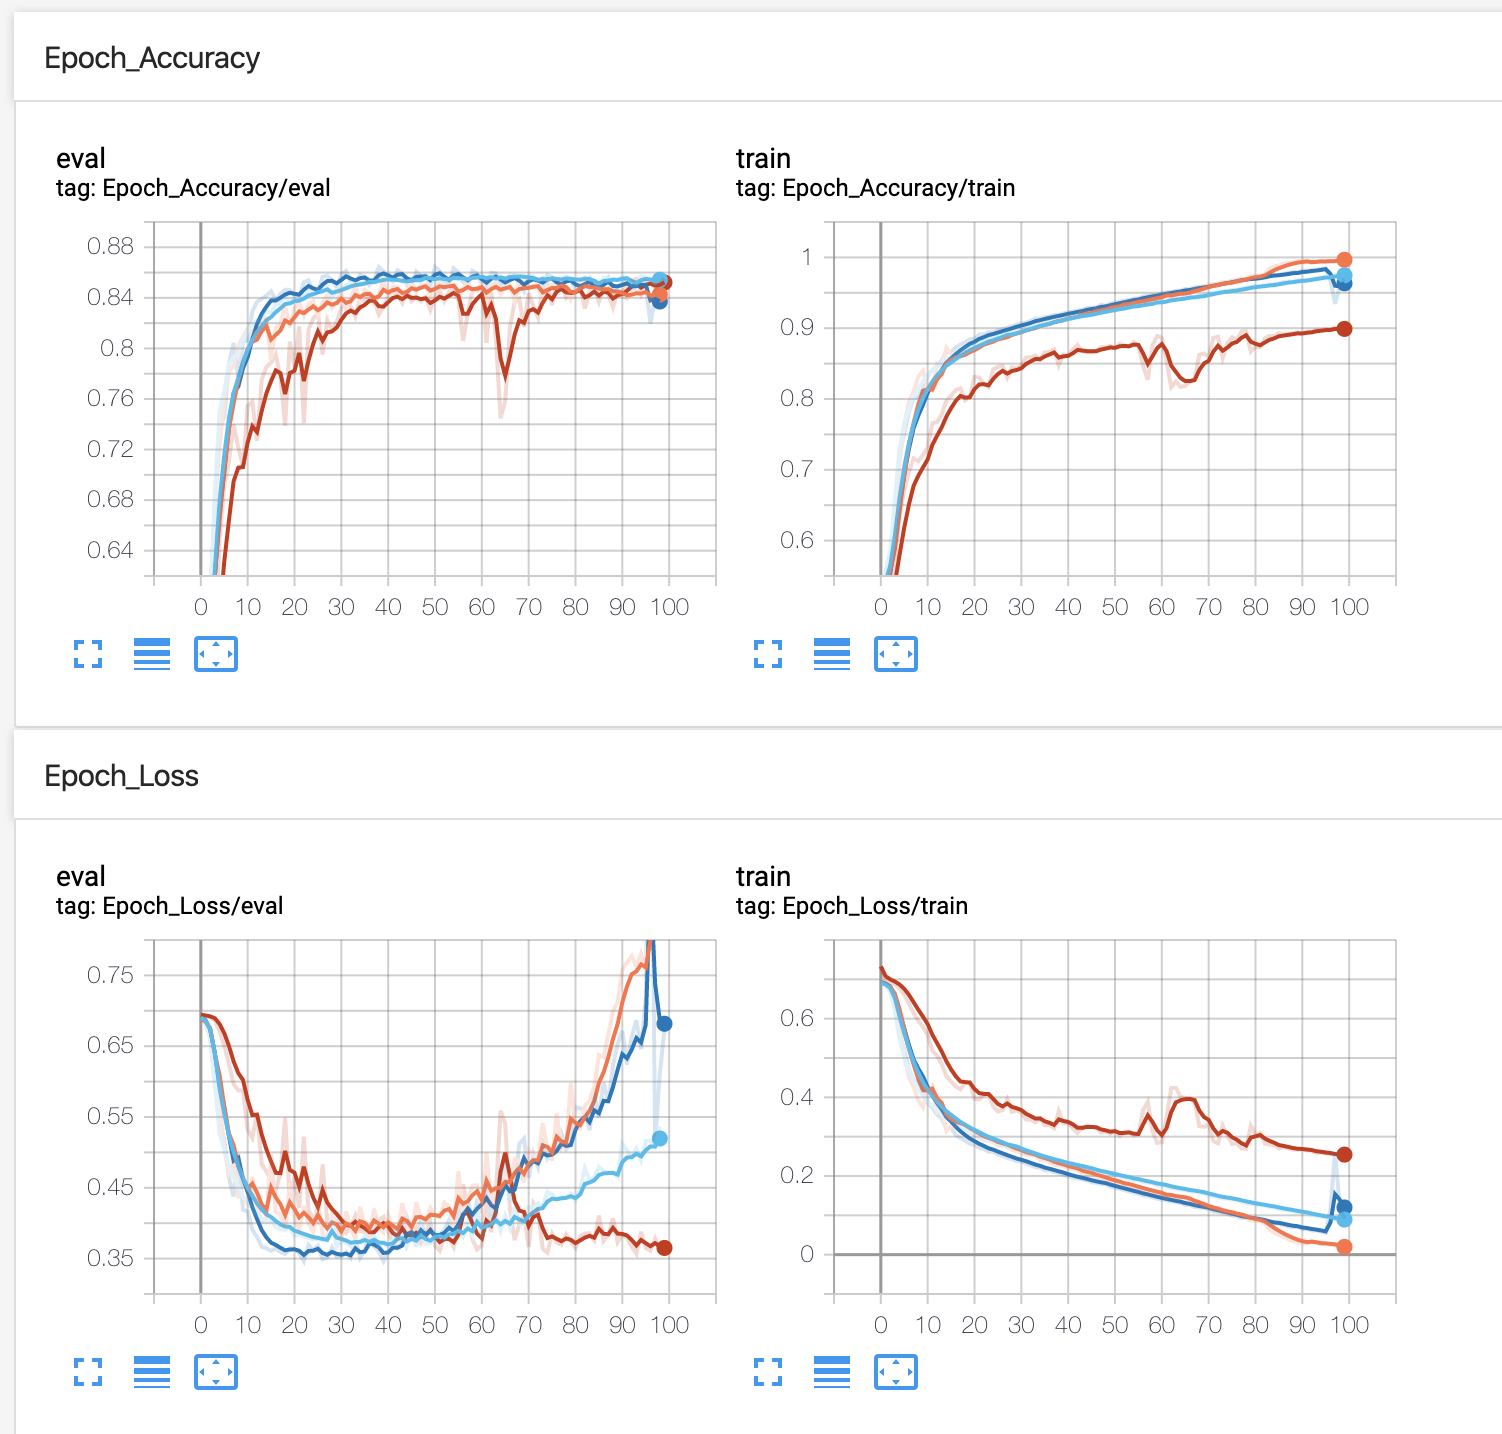 Epoch_Accuracy
eval
tag: Epoch_Accuracy/eval
0.88
0.84
0.8
0.76
0.72
0.68
0.64
0 10 20 30 40 50 60 70 80 90 100
train
tag: Epoch_Accuracy/train
1
0.9
0.8
0.7
0.6
0 10 20 30 40 50 60 70 80 90 100
Epoch_Loss
eval
tag: Epoch_Loss/eval
0.75
0.65
0.55
0.45
0.35
0 10 20 30 40 50 60 70 80 90 100
train
tag: Epoch_Loss/train
0.6
0.4
0.2
0
0 10 20 30 40 50 60 70 80 90 100